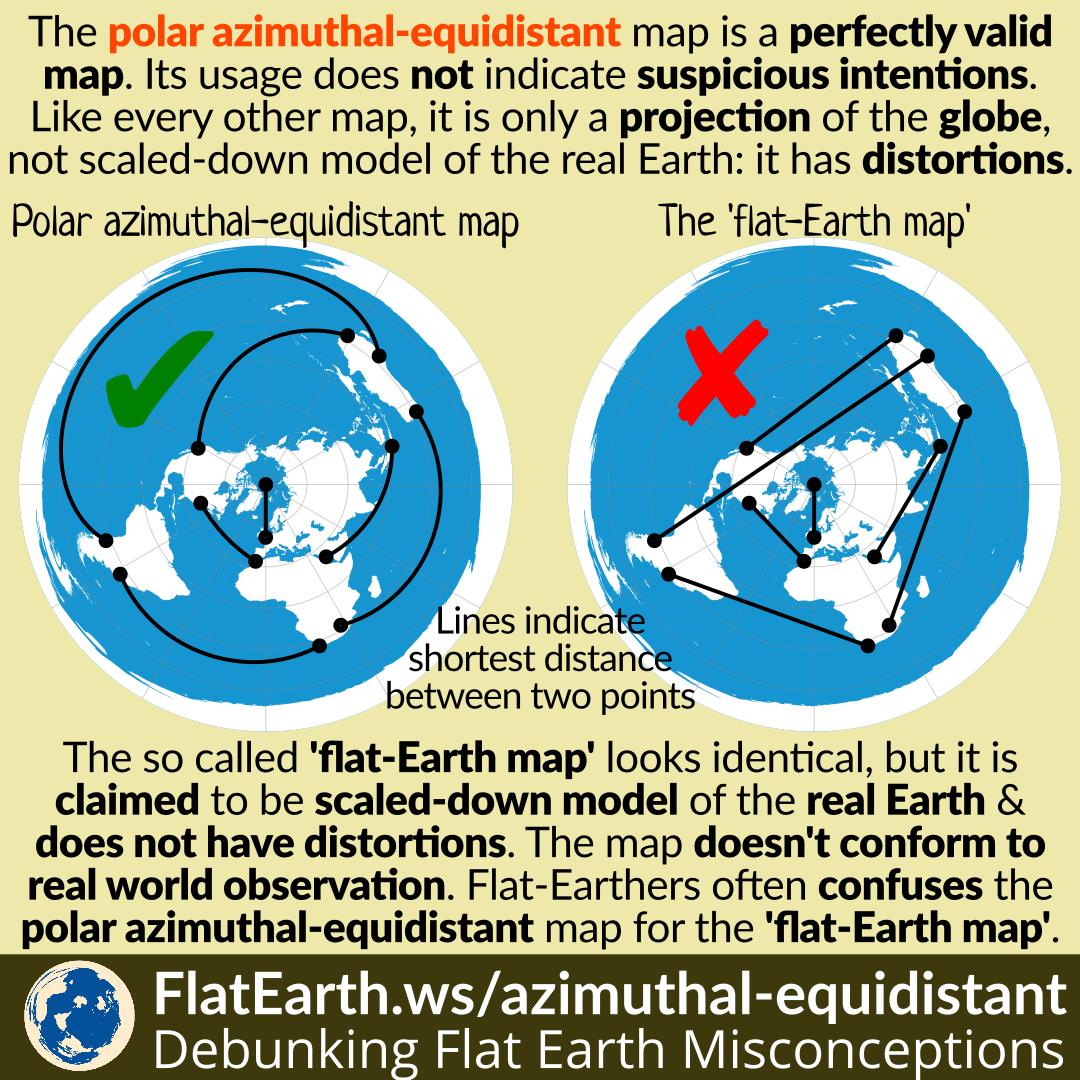 The polar azimuthal-equidistant map is a perfectly valid
map. Its usage does not indicate suspicious intentions.
Like every other map, it is only a projection of the globe,
not scaled-down model of the real Earth: it has distortions.
Polar azimuthal-equidistant map
The 'flat-Earth map'
Lines indicate
shortest distance
between two points
The so called 'flat-Earth map' looks identical, but it is
claimed to be scaled-down model of the real Earth &
does not have distortions. The map doesn't conform to
real world observation. Flat-Earthers often confuses the
polar azimuthal-equidistant map for the 'flat-Earth map'.
FlatEarth.ws/azimuthal-equidistant
Debunking Flat Earth Misconceptions